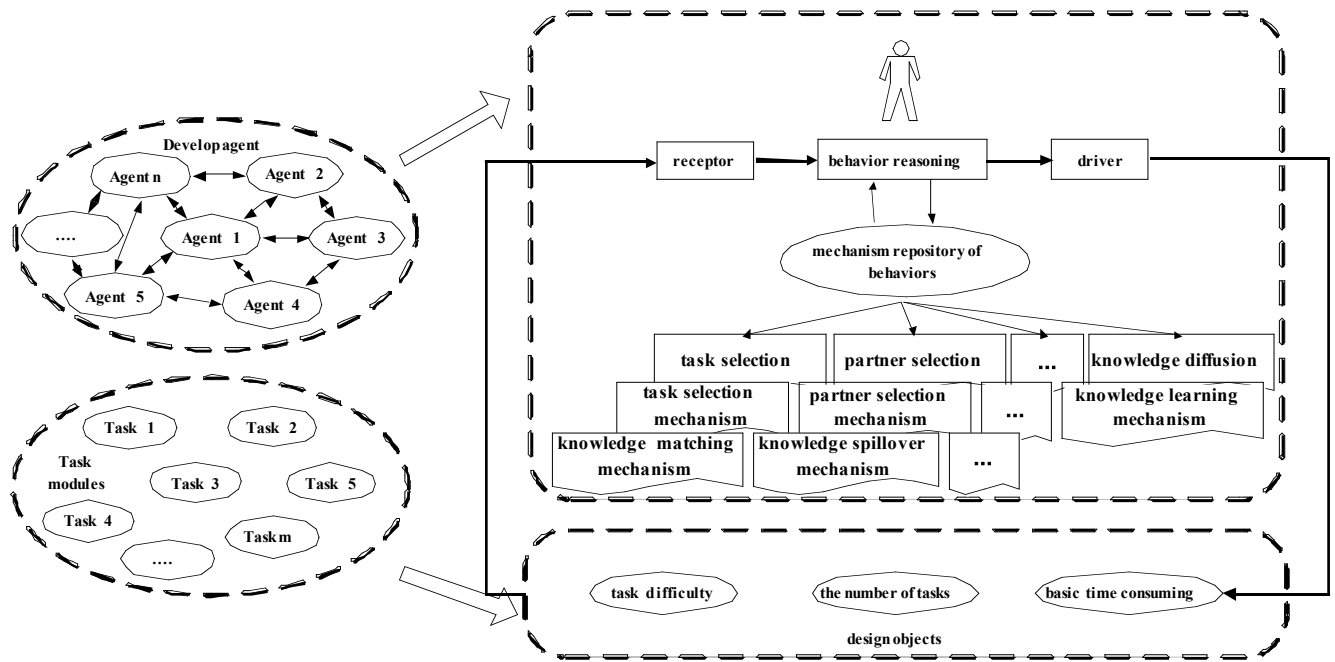 Develop agent
Agent n
Agent 2
....
Agent 1
Agent 3
Agent 5
Agent 4
Task 1
Task 2
Task
modules
Task 3
Task 5
Task 4
Task m
....
receptor
behavior reasoning
driver
mechanism repository of
behaviors
task selection
partner selection
...
knowledge diffusion
task selection
mechanism
partner selection
mechanism
...
knowledge learning
mechanism
knowledge matching
mechanism
knowledge spillover
mechanism
...
task difficulty
the number of tasks
basic time consuming
design objects